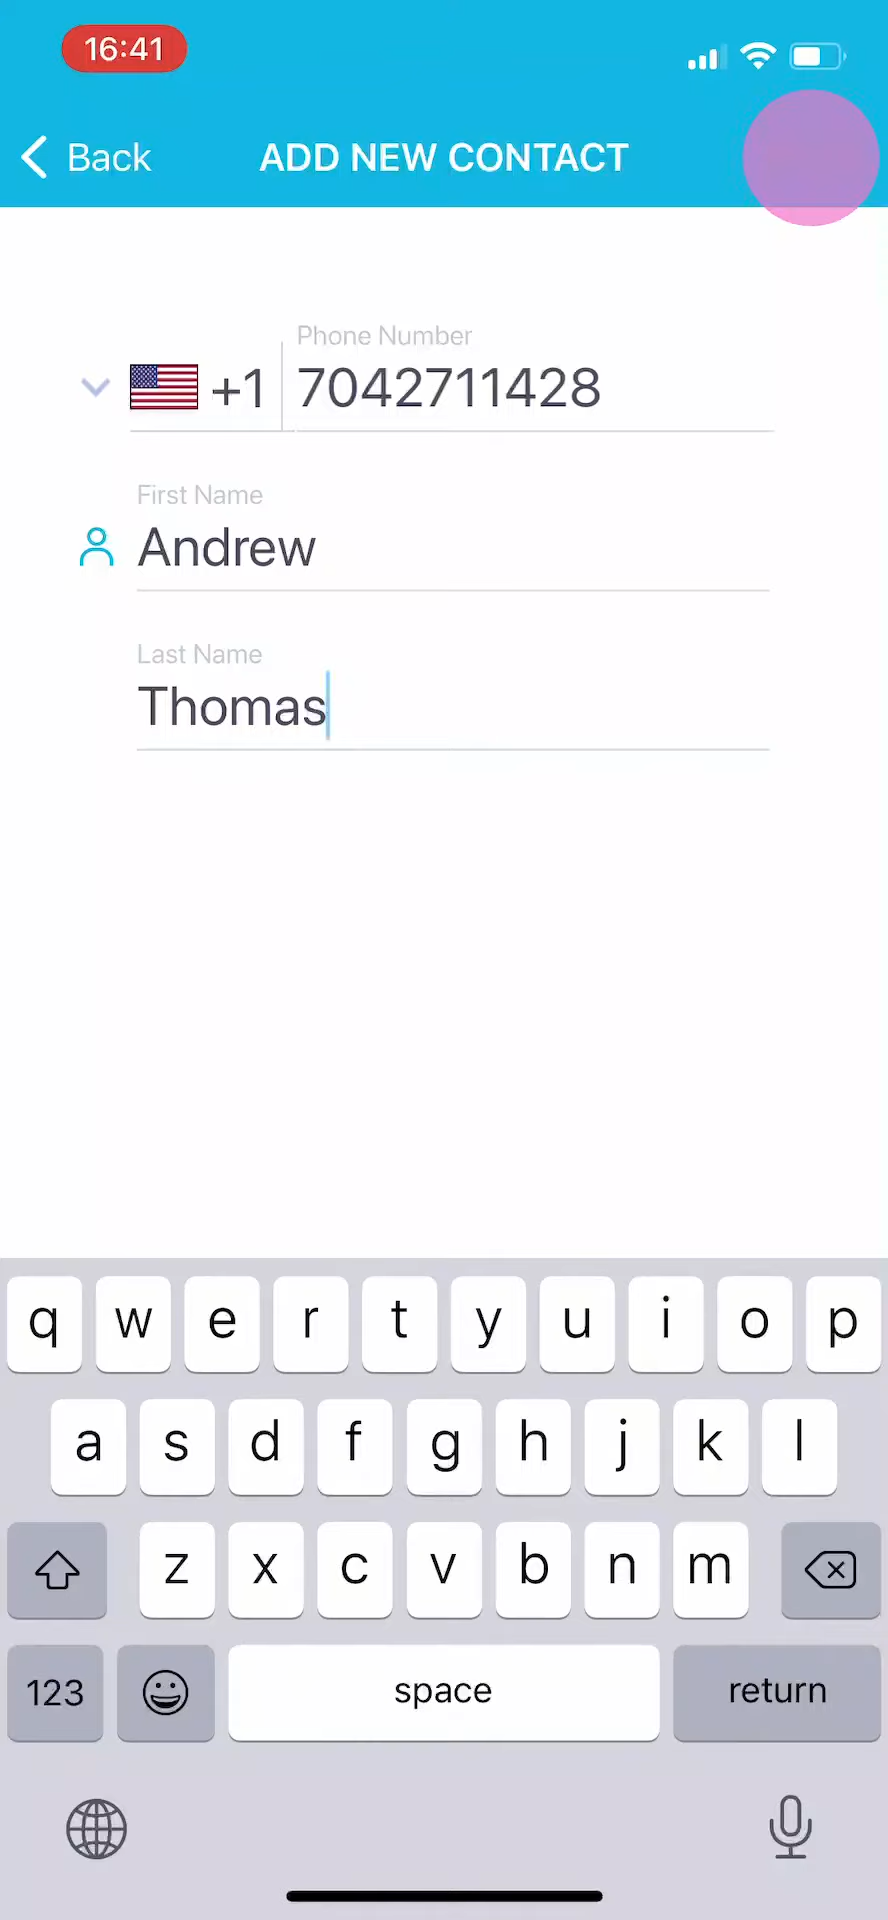 16:41
Back
ADD NEW CONTACT
Phone Number
+1 7042711428
First Name
Andrew
Last Name
Thomas
q w e r t y u i o p
a s d f g h j k l
z x c v b n m
123 space return